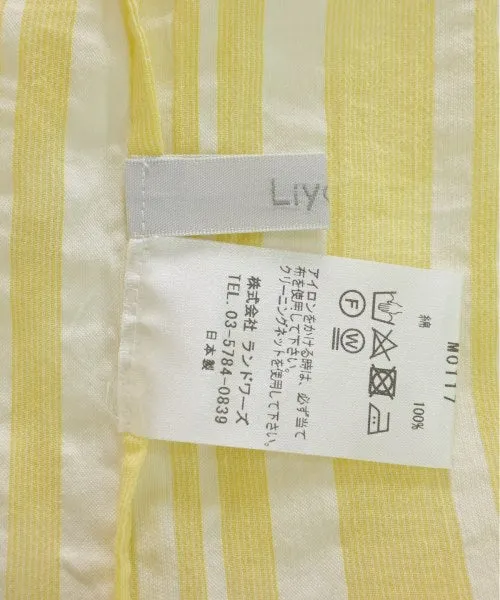 Liy
M01117
綿 100%
F W
アイロンをかける時は、必ず当て
布を使用して下さい。
クリーニングネットを使用して下さい。
株式会社 ランドワーズ
TEL. 03-5784-0839
日本製